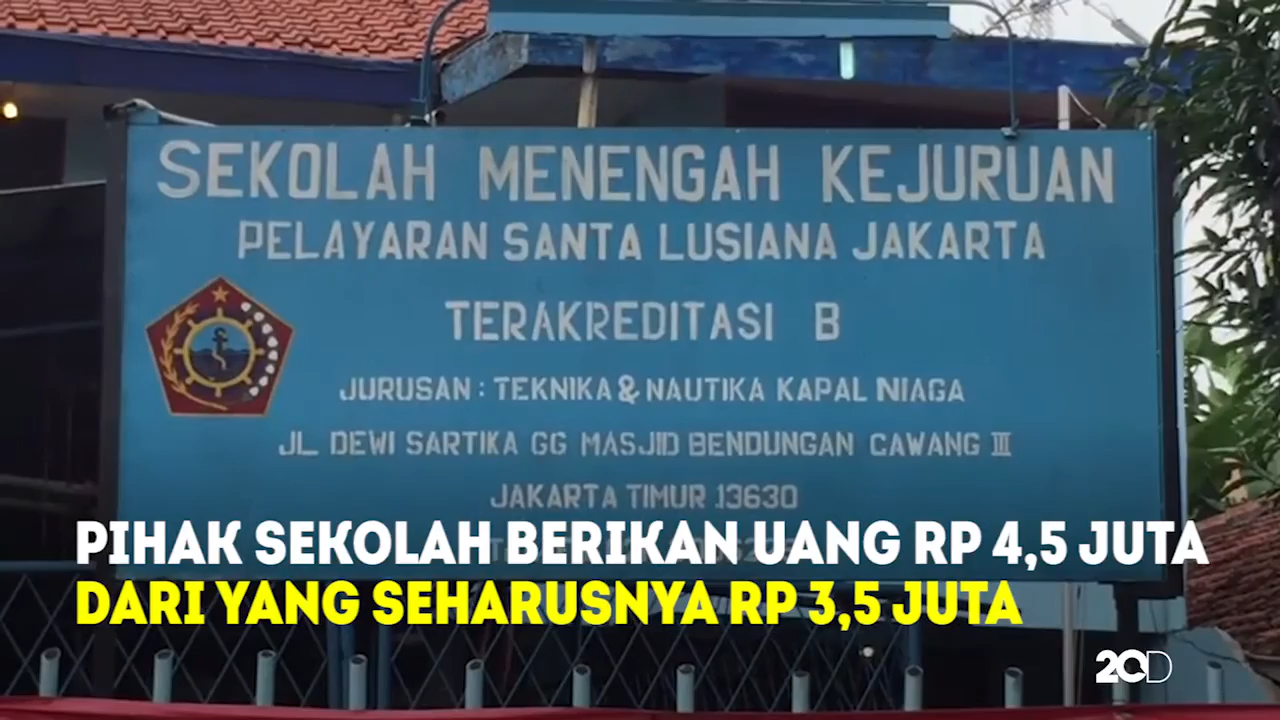 SEKOLAH MENENGAH KEJURUAN
PELAYARAN SANTA LUSIANA JAKARTA
TERAKREDITASI B
JURUSAN : TEKNIKA & NAUTIKA KAPAL NIAGA
JL DEWI SARTIKA GG MASJID BENDUNGAN CAWANG III
JAKARTA TIMUR 13630
PIHAK SEKOLAH BERIKAN UANG RP 4,5 JUTA
DARI YANG SEHARUSNYA RP 3,5 JUTA
20D